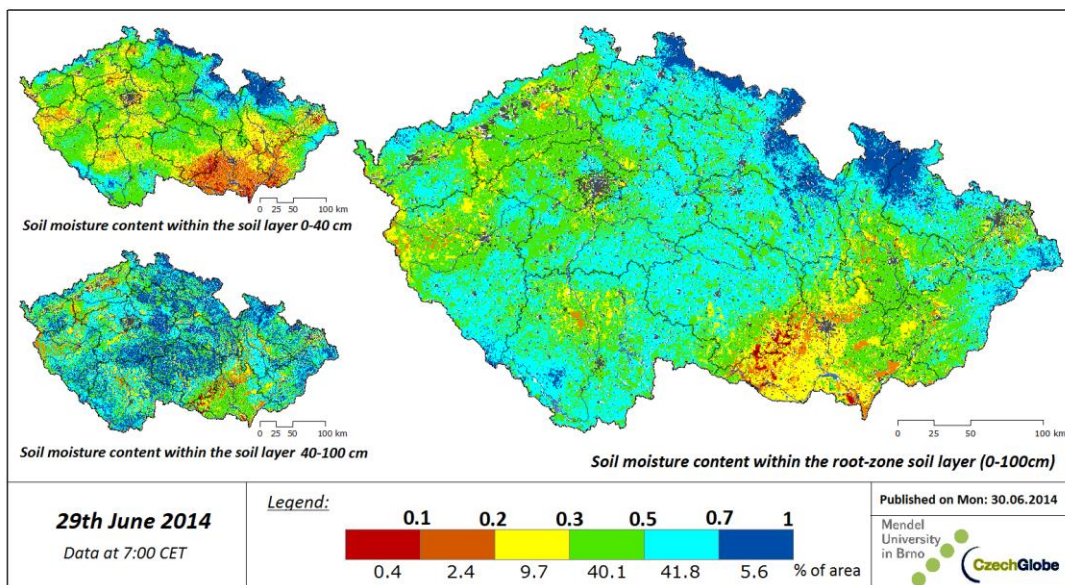 0 25 50 100 km
Soil moisture content within the soil layer 0-40 cm
0 25 50 100 km
Soil moisture content within the soil layer 40-100 cm
0 25 50 100 km
Soil moisture content within the root-zone soil layer (0-100cm)
29th June 2014
Data at 7:00 CET
Legend:
0.1 0.2 0.3 0.5 0.7 1
0.4 2.4 9.7 40.1 41.8 5.6 % of area
Published on Mon: 30.06.2014
Mendel
University
in Brno
CzechGlobe